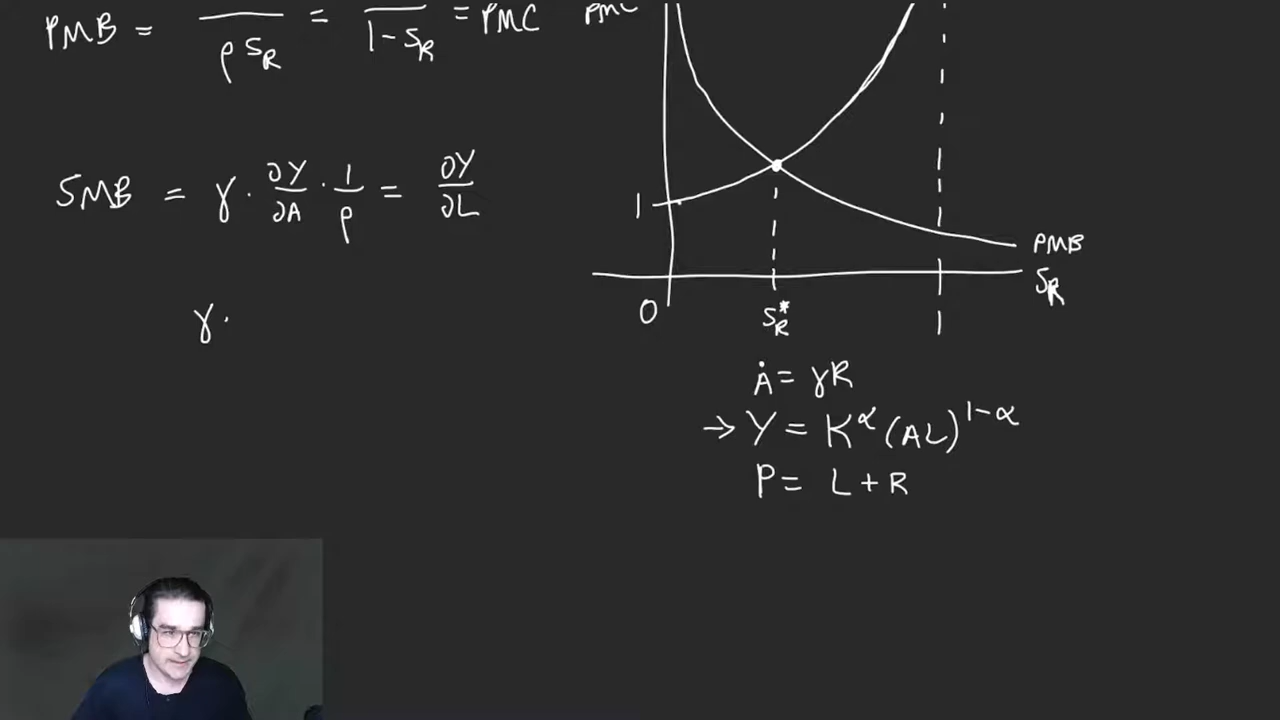 PMB = ―/ρ S_R = ―/1 - S_R = PMC
SMB = γ · ∂Y/∂A · 1/ρ = ∂Y/∂L
γ ·
PMC
1
PMB
S_R
0
S_R*
Ȧ = γR
→ Y = K^α (AL)^{1-α}
P = L + R